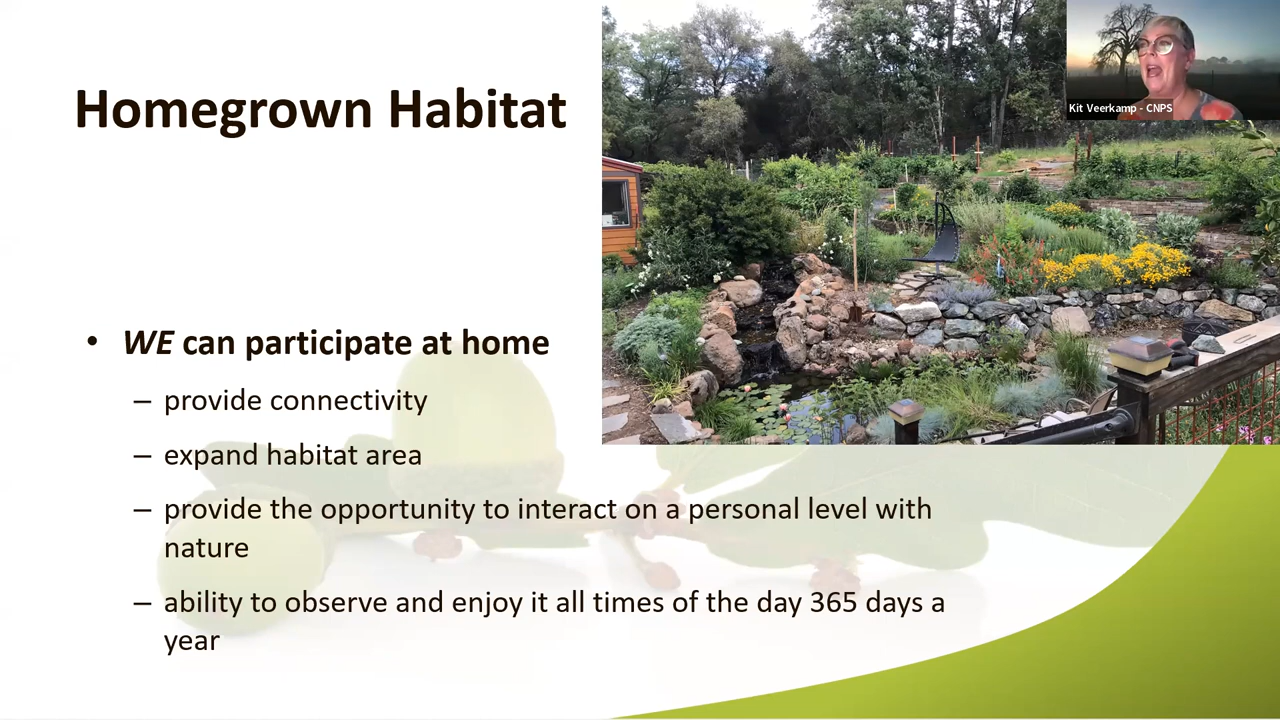 Homegrown Habitat
Kit Veerkamp - CNPS
• WE can participate at home
– provide connectivity
– expand habitat area
– provide the opportunity to interact on a personal level with
nature
– ability to observe and enjoy it all times of the day 365 days a
year